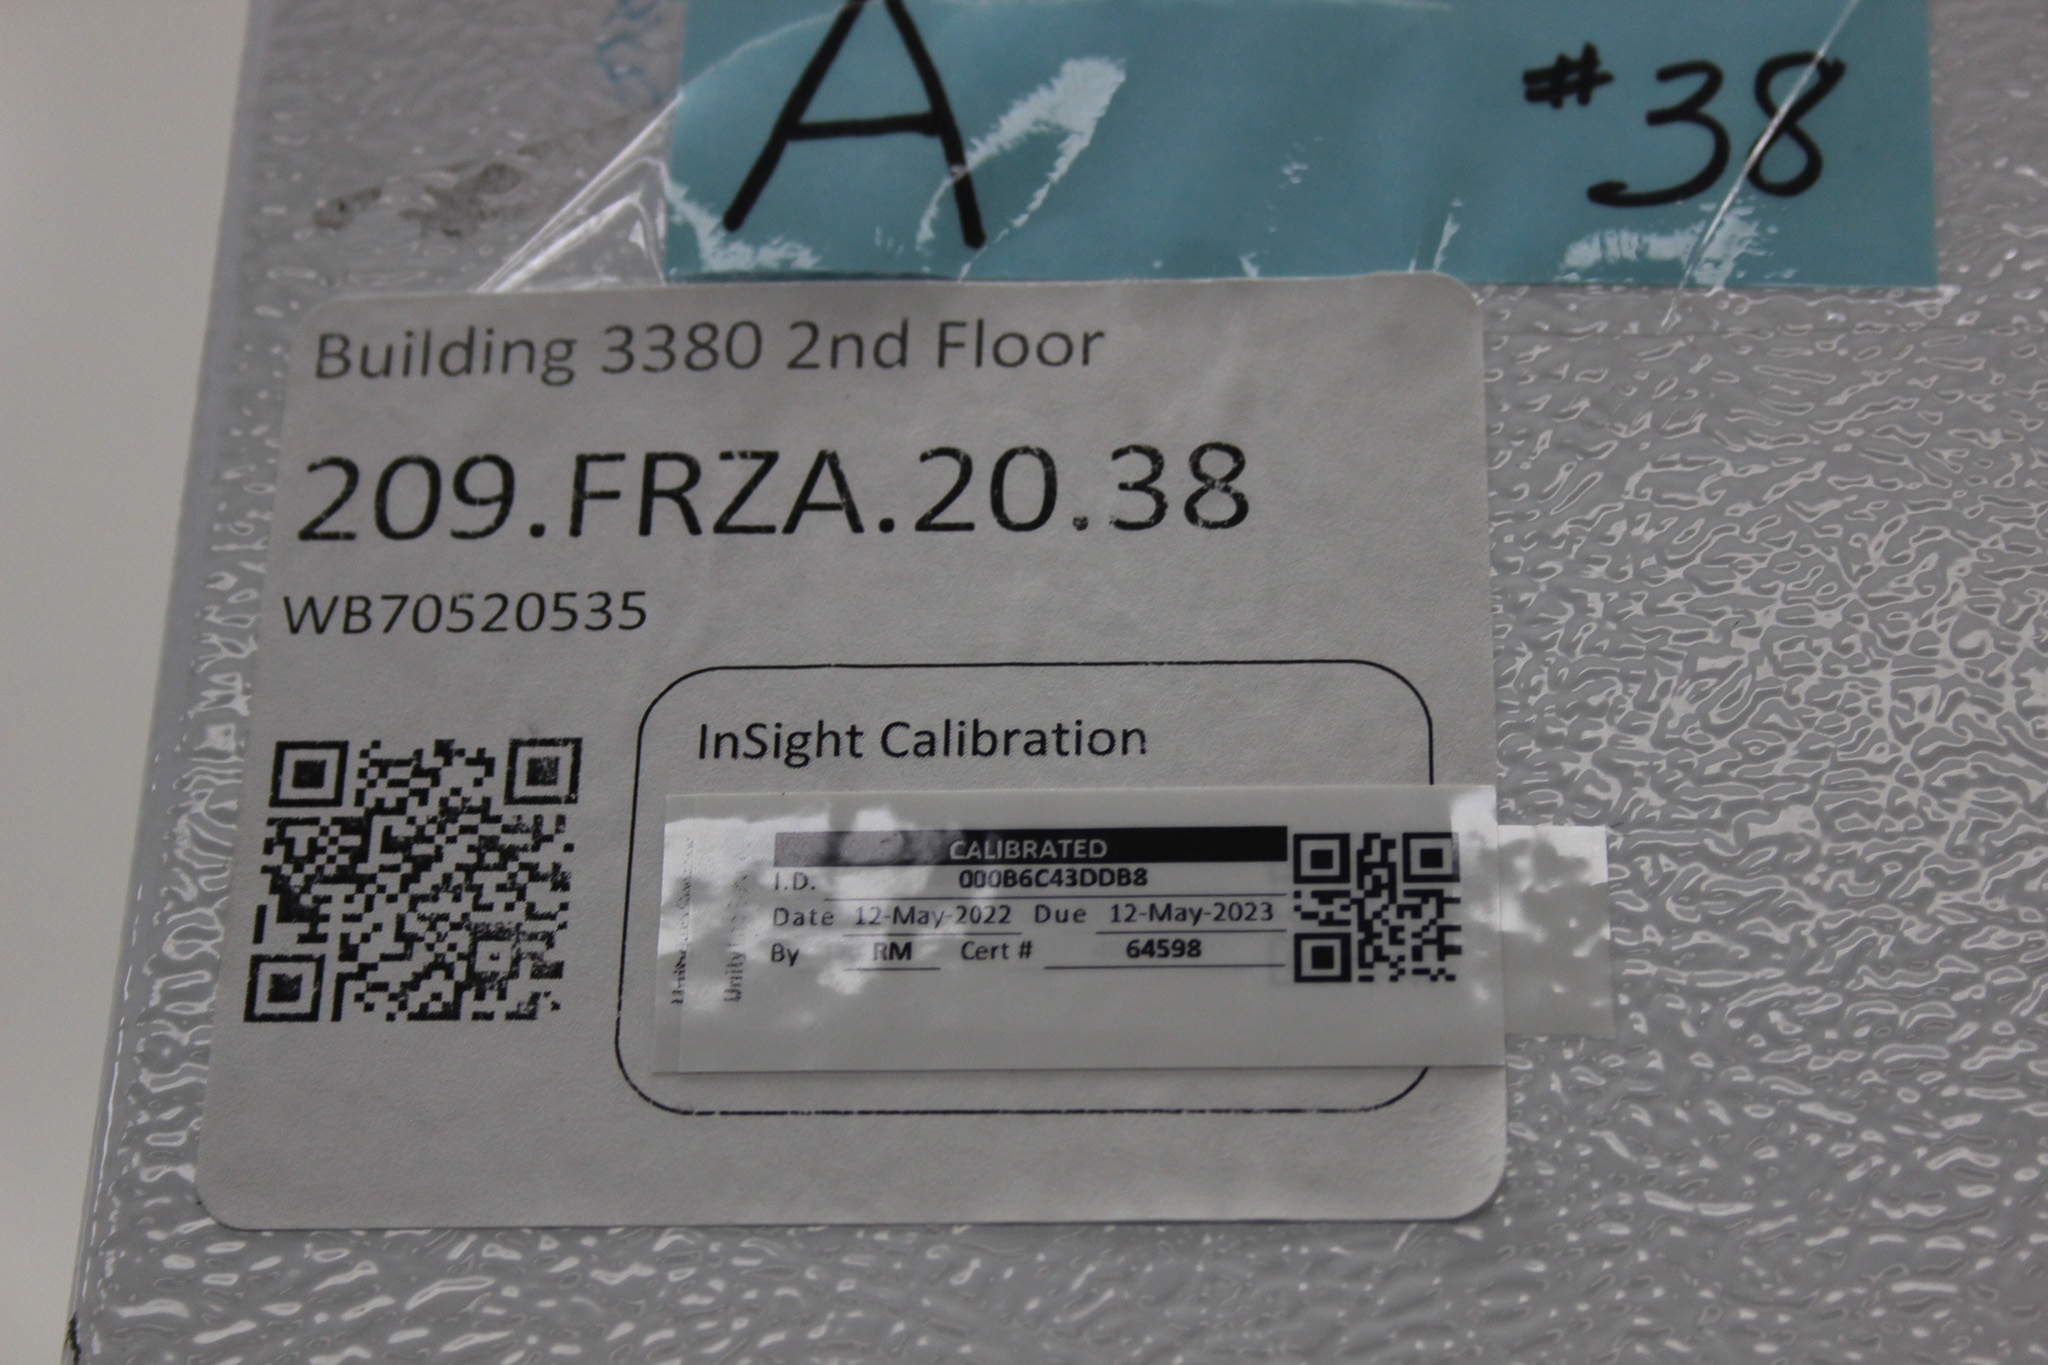 A #38
Building 3380 2nd Floor
209.FRZA.20.38
WB70520535
InSight Calibration
CALIBRATED
I.D. 000B6C43DDB8
Date 12-May-2022 Due 12-May-2023
By RM Cert # 64598
Unity